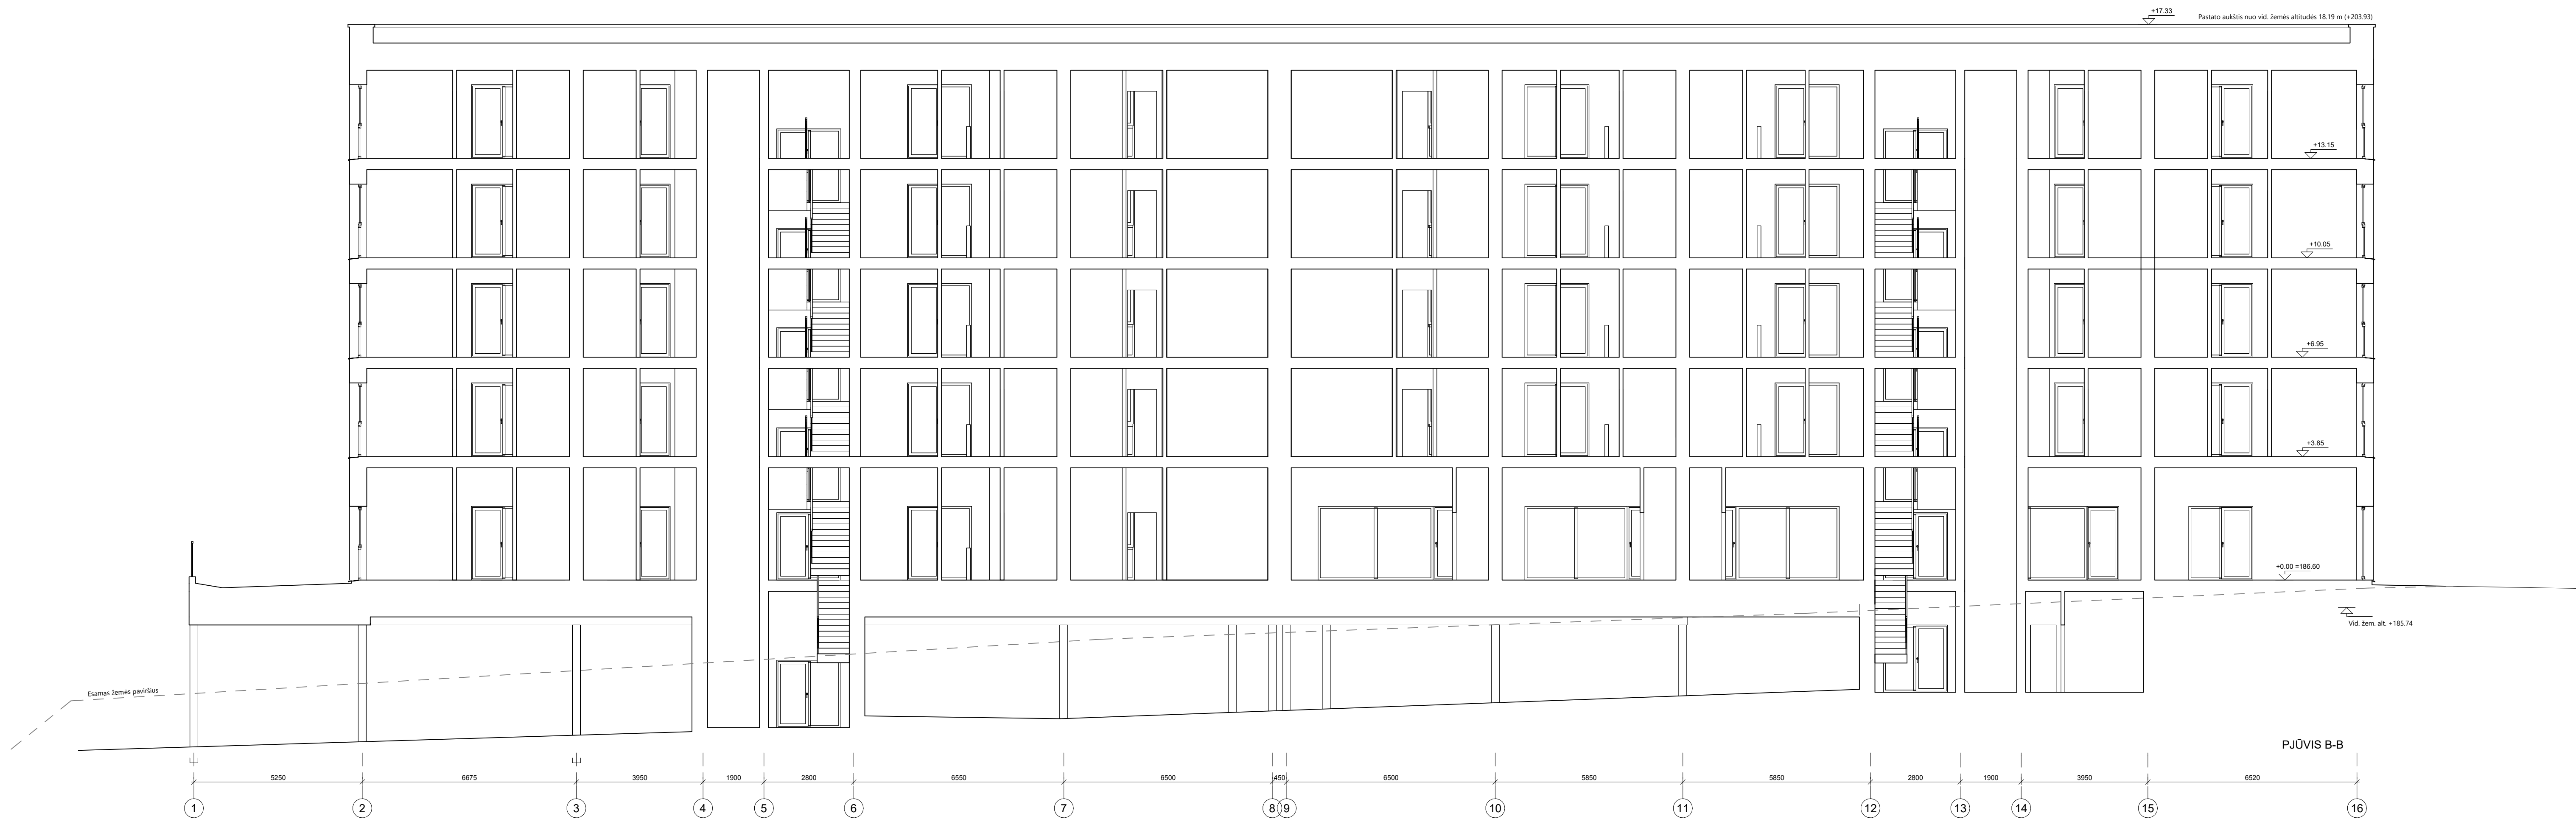 +17.33
Pastato aukštis nuo vid. žemės altitudės 18.19 m (+203.93)
+13.15
+10.05
+6.95
+3.85
+0.00 =186.60
Vid. žem. alt. +185.74
Esamas žemės paviršius
PJŪVIS B-B
5250 6675 3950 1900 2800 6550 6500 450 6500 5850 5850 2800 1900 3950 6520
1 2 3 4 5 6 7 8 9 10 11 12 13 14 15 16